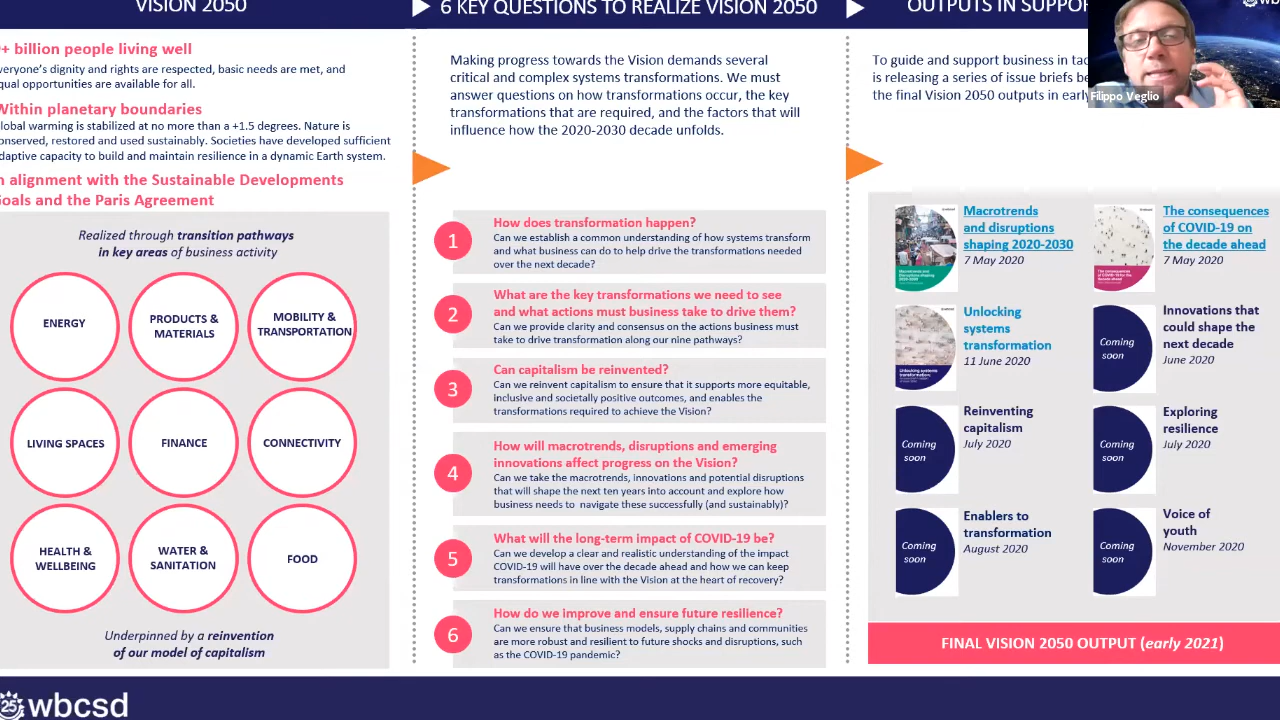 VISION 2050
+ billion people living well
veryone's dignity and rights are respected, basic needs are met, and
qual opportunities are available for all.
Within planetary boundaries
lobal warming is stabilized at no more than a +1.5 degrees. Nature is
onserved, restored and used sustainably. Societies have developed sufficient
daptive capacity to build and maintain resilience in a dynamic Earth system.
n alignment with the Sustainable Developments
Goals and the Paris Agreement
Realized through transition pathways
in key areas of business activity
ENERGY
PRODUCTS &
MATERIALS
MOBILITY &
TRANSPORTATION
LIVING SPACES
FINANCE
CONNECTIVITY
HEALTH &
WELLBEING
WATER &
SANITATION
FOOD
Underpinned by a reinvention
of our model of capitalism
6 KEY QUESTIONS TO REALIZE VISION 2050
Making progress towards the Vision demands several
critical and complex systems transformations. We must
answer questions on how transformations occur, the key
transformations that are required, and the factors that will
influence how the 2020-2030 decade unfolds.
1
How does transformation happen?
Can we establish a common understanding of how systems transform
and what business can do to help drive the transformations needed
over the next decade?
2
What are the key transformations we need to see
and what actions must business take to drive them?
Can we provide clarity and consensus on the actions business must
take to drive transformation along our nine pathways?
3
Can capitalism be reinvented?
Can we reinvent capitalism to ensure that it supports more equitable,
inclusive and societally positive outcomes, and enables the
transformations required to achieve the Vision?
4
How will macrotrends, disruptions and emerging
innovations affect progress on the Vision?
Can we take the macrotrends, innovations and potential disruptions
that will shape the next ten years into account and explore how
business needs to navigate these successfully (and sustainably)?
5
What will the long-term impact of COVID-19 be?
Can we develop a clear and realistic understanding of the impact
COVID-19 will have over the decade ahead and how we can keep
transformations in line with the Vision at the heart of recovery?
6
How do we improve and ensure future resilience?
Can we ensure that business models, supply chains and communities
are more robust and resilient to future shocks and disruptions, such
as the COVID-19 pandemic?
OUTPUTS IN SUPPOR
To guide and support business in tac
is releasing a series of issue briefs be
the final Vision 2050 outputs in early
Filippo Veglio
Macrotrends
and disruptions
shaping 2020-2030
7 May 2020
The consequences
of COVID-19 on
the decade ahead
7 May 2020
Unlocking
systems
transformation
11 June 2020
Coming
soon
Innovations that
could shape the
next decade
June 2020
Coming
soon
Reinventing
capitalism
July 2020
Coming
soon
Exploring
resilience
July 2020
Coming
soon
Enablers to
transformation
August 2020
Coming
soon
Voice of
youth
November 2020
FINAL VISION 2050 OUTPUT (early 2021)
25 wbcsd